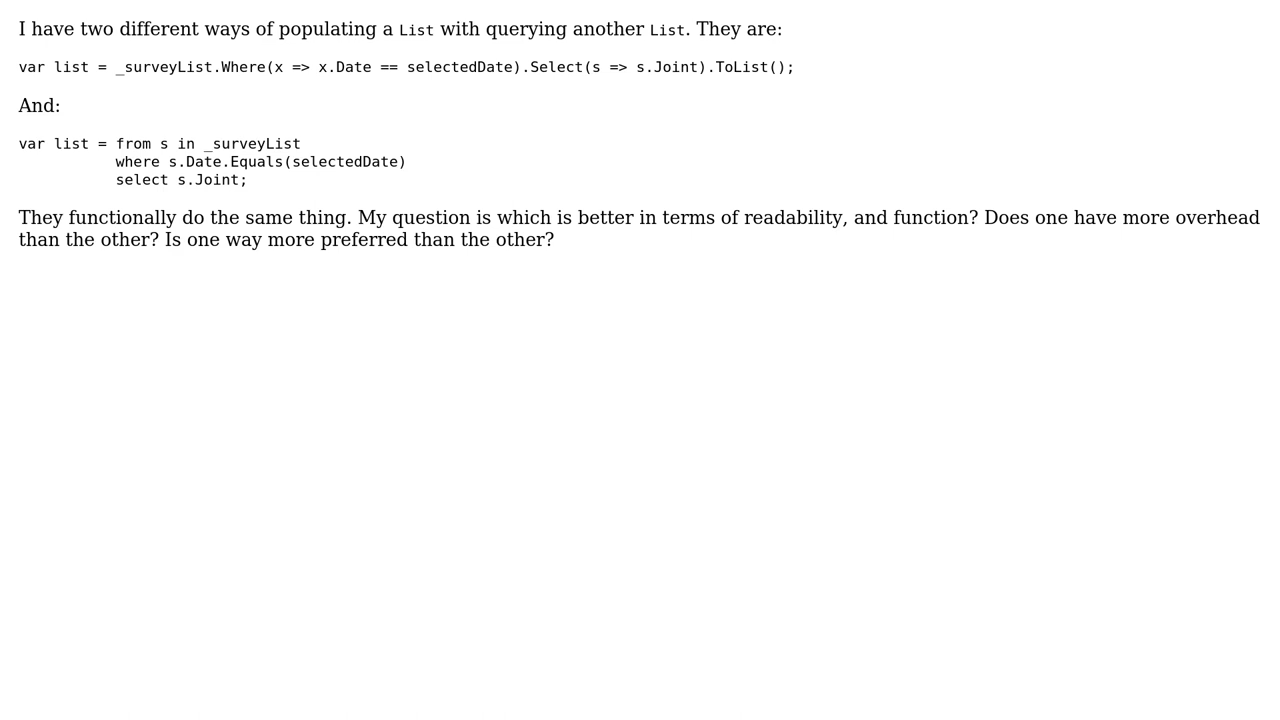 I have two different ways of populating a List with querying another List. They are:
var list = _surveyList.Where(x => x.Date == selectedDate).Select(s => s.Joint).ToList();
And:
var list = from s in _surveyList
           where s.Date.Equals(selectedDate)
           select s.Joint;
They functionally do the same thing. My question is which is better in terms of readability, and function? Does one have more overhead
than the other? Is one way more preferred than the other?